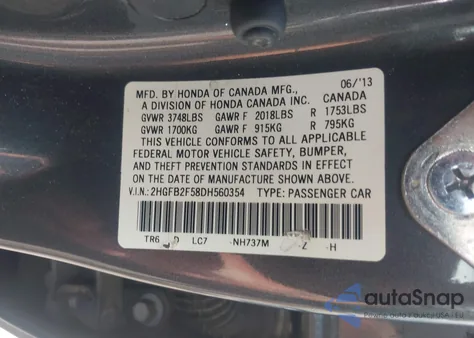 MFD. BY HONDA OF CANADA MFG., 06/'13
A DIVISION OF HONDA CANADA INC. CANADA
GVWR 3748LBS GAWR F 2018LBS R 1753LBS
GVWR 1700KG GAWR F 915KG R 795KG
THIS VEHICLE CONFORMS TO ALL APPLICABLE
FEDERAL MOTOR VEHICLE SAFETY, BUMPER,
AND THEFT PREVENTION STANDARDS IN EFFECT
ON THE DATE OF MANUFACTURE SHOWN ABOVE.
V.I.N.: 2HGFB2F58DH560354 TYPE: PASSENGER CAR
TR6 LC7 -NH737M -H
autoSnap